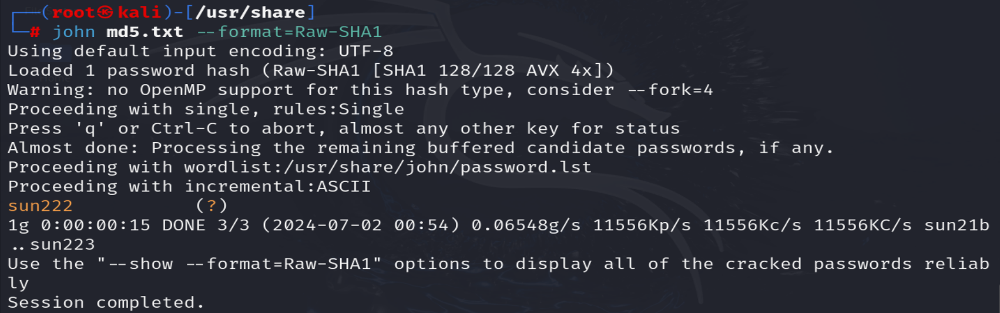 ┌──(root㉿kali)-[/usr/share]
└─# john md5.txt --format=Raw-SHA1
Using default input encoding: UTF-8
Loaded 1 password hash (Raw-SHA1 [SHA1 128/128 AVX 4x])
Warning: no OpenMP support for this hash type, consider --fork=4
Proceeding with single, rules:Single
Press 'q' or Ctrl-C to abort, almost any other key for status
Almost done: Processing the remaining buffered candidate passwords, if any.
Proceeding with wordlist:/usr/share/john/password.lst
Proceeding with incremental:ASCII
sun222           (?)
1g 0:00:00:15 DONE 3/3 (2024-07-02 00:54) 0.06548g/s 11556Kp/s 11556Kc/s 11556KC/s sun21b
..sun223
Use the "--show --format=Raw-SHA1" options to display all of the cracked passwords reliab
ly
Session completed.